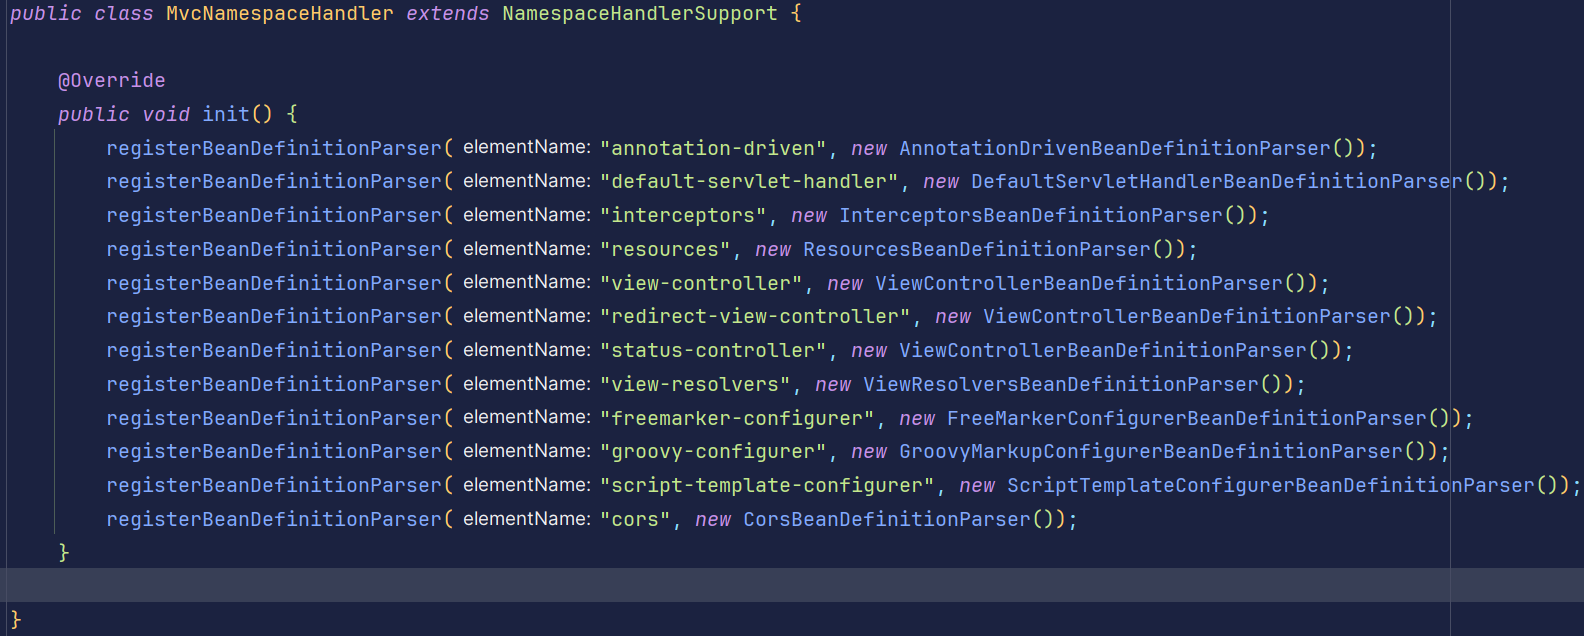 public class MvcNamespaceHandler extends NamespaceHandlerSupport {
@Override
public void init() {
registerBeanDefinitionParser( elementName: "annotation-driven", new AnnotationDrivenBeanDefinitionParser());
registerBeanDefinitionParser( elementName: "default-servlet-handler", new DefaultServletHandlerBeanDefinitionParser());
registerBeanDefinitionParser( elementName: "interceptors", new InterceptorsBeanDefinitionParser());
registerBeanDefinitionParser( elementName: "resources", new ResourcesBeanDefinitionParser());
registerBeanDefinitionParser( elementName: "view-controller", new ViewControllerBeanDefinitionParser());
registerBeanDefinitionParser( elementName: "redirect-view-controller", new ViewControllerBeanDefinitionParser());
registerBeanDefinitionParser( elementName: "status-controller", new ViewControllerBeanDefinitionParser());
registerBeanDefinitionParser( elementName: "view-resolvers", new ViewResolversBeanDefinitionParser());
registerBeanDefinitionParser( elementName: "freemarker-configurer", new FreeMarkerConfigurerBeanDefinitionParser());
registerBeanDefinitionParser( elementName: "groovy-configurer", new GroovyMarkupConfigurerBeanDefinitionParser());
registerBeanDefinitionParser( elementName: "script-template-configurer", new ScriptTemplateConfigurerBeanDefinitionParser());
registerBeanDefinitionParser( elementName: "cors", new CorsBeanDefinitionParser());
}
}